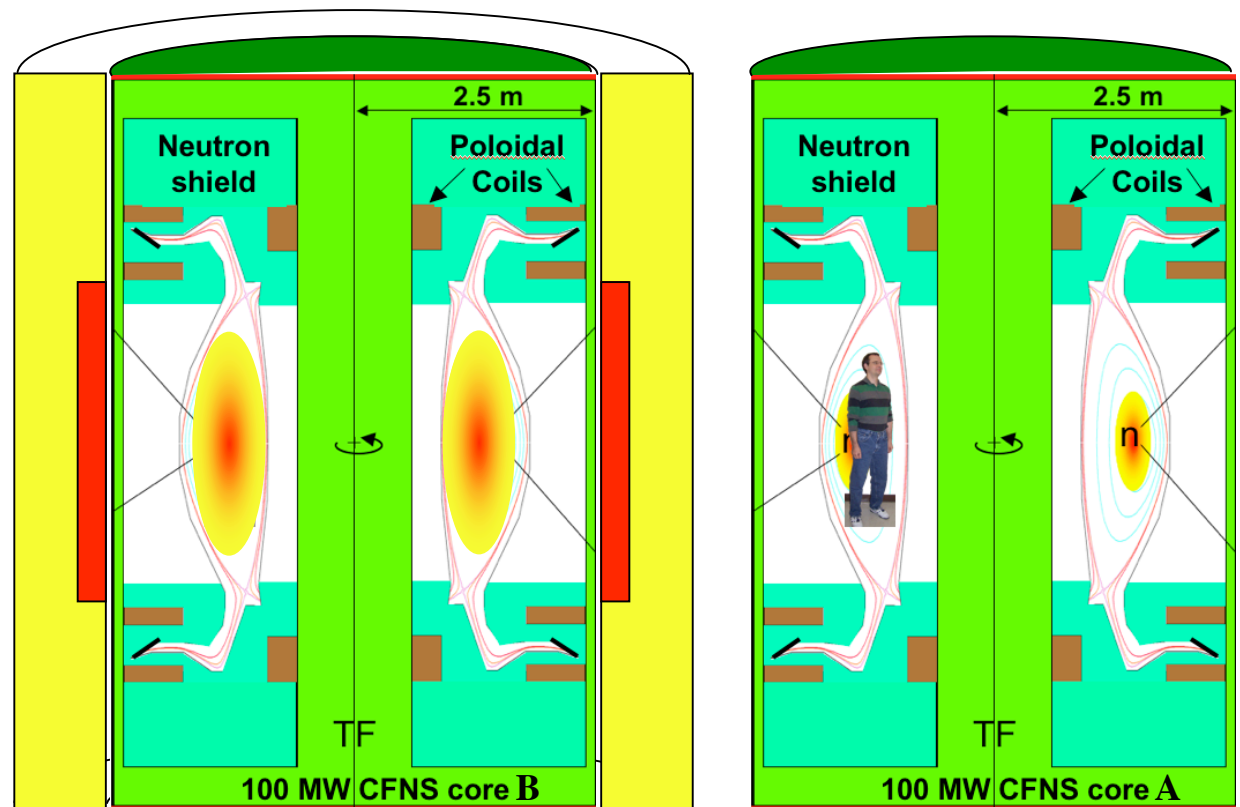 2.5 m
Neutron
shield
Poloidal
Coils
TF
100 MW CFNS core B
2.5 m
Neutron
shield
Poloidal
Coils
n
TF
100 MW CFNS core A